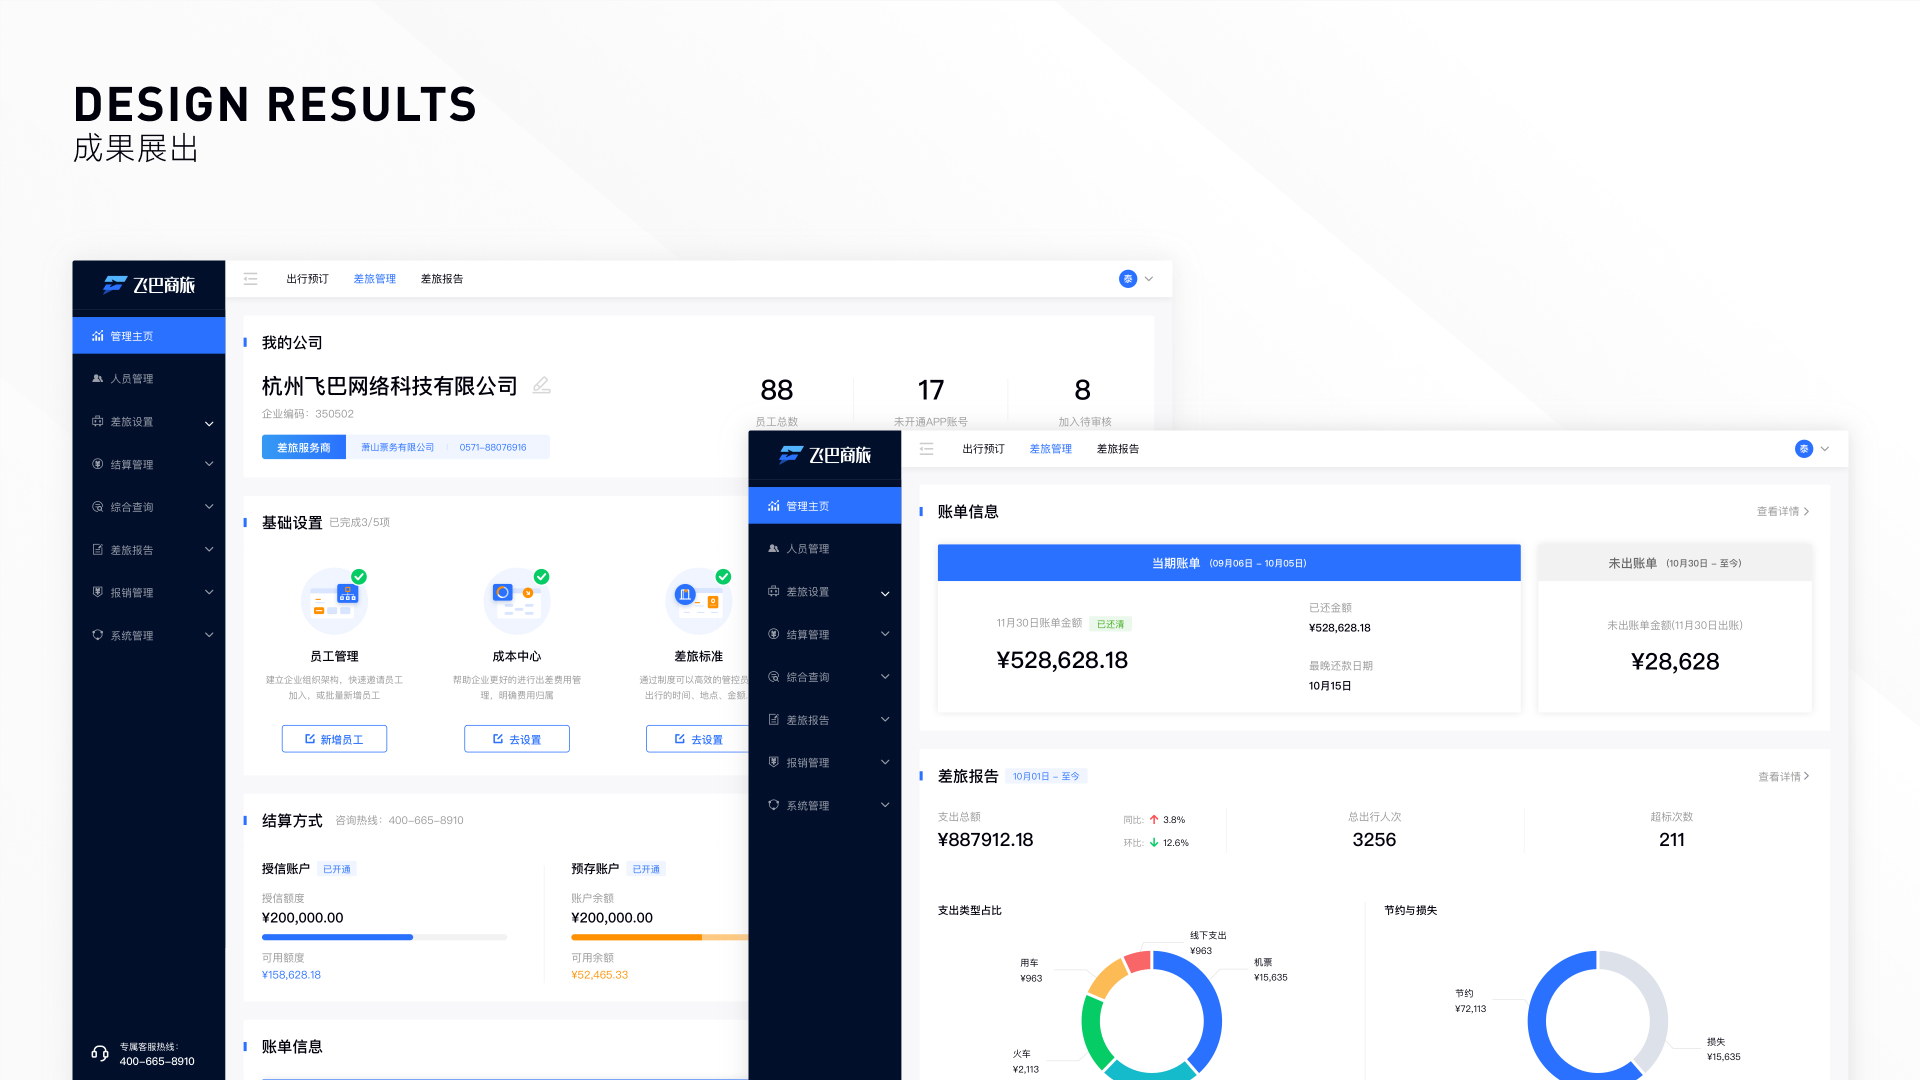 DESIGN RESULTS
成果展出
飞巴商旅
出行预订 差旅管理 差旅报告
泰
管理主页
人员管理
差旅设置
结算管理
综合查询
差旅报告
报销管理
系统管理
专属客服热线:
400-665-8910
我的公司
杭州飞巴网络科技有限公司
企业编码: 350502
差旅服务商 萧山票务有限公司 0571-88076916
88
员工总数
17
未开通APP账号
8
加入待审核
基础设置 已完成3/5项
员工管理
建立企业组织架构，快速邀请员工
加入，或批量新增员工
新增员工
成本中心
帮助企业更好的进行出差费用管
理，明确费用归属
去设置
差旅标准
通过制度可以高效的管控员
出行的时间、地点、金额
去设置
结算方式 咨询热线: 400-665-8910
授信账户 已开通
授信额度
¥200,000.00
可用额度
¥158,628.18
预存账户 已开通
账户余额
¥200,000.00
可用余额
¥52,465.33
账单信息
飞巴商旅
出行预订 差旅管理 差旅报告
泰
管理主页
人员管理
差旅设置
结算管理
综合查询
差旅报告
报销管理
系统管理
账单信息
查看详情
当期账单 (09月06日 - 10月05日)
11月30日账单金额 已还清
¥528,628.18
已还金额
¥528,628.18
最晚还款日期
10月15日
未出账单 (10月30日 - 至今)
未出账单金额(11月30日出账)
¥28,628
差旅报告 10月01日 - 至今
查看详情
支出总额
¥887912.18
同比: 3.8%
环比: 12.6%
总出行人次
3256
超标次数
211
支出类型占比
线下支出
¥963
用车
¥963
机票
¥15,635
火车
¥2,113
节约与损失
节约
¥72,113
损失
¥15,635